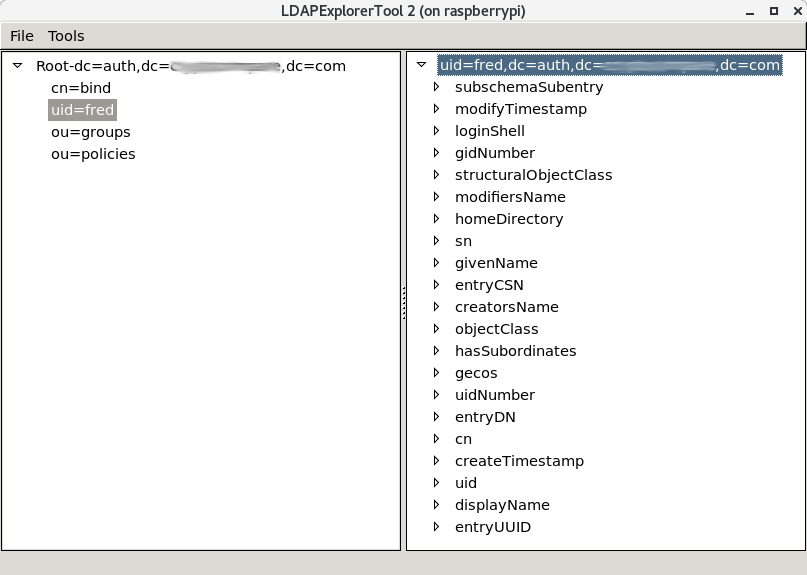 LDAPExplorerTool 2 (on raspberrypi)
File Tools
Root-dc=auth,dc= ,dc=com
cn=bind
uid=fred
ou=groups
ou=policies
uid=fred,dc=auth,dc= ,dc=com
subschemaSubentry
modifyTimestamp
loginShell
gidNumber
structuralObjectClass
modifiersName
homeDirectory
sn
givenName
entryCSN
creatorsName
objectClass
hasSubordinates
gecos
uidNumber
entryDN
cn
createTimestamp
uid
displayName
entryUUID